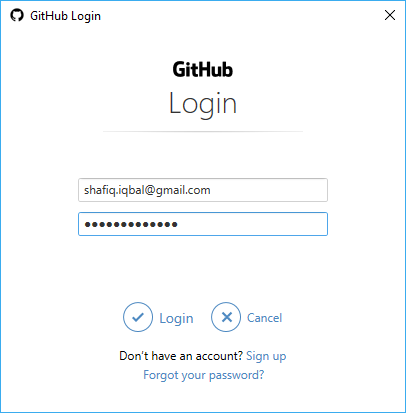 GitHub Login
GitHub
Login
shafiq.iqbal@gmail.com
●●●●●●●●●●●●●
Login Cancel
Don't have an account? Sign up
Forgot your password?